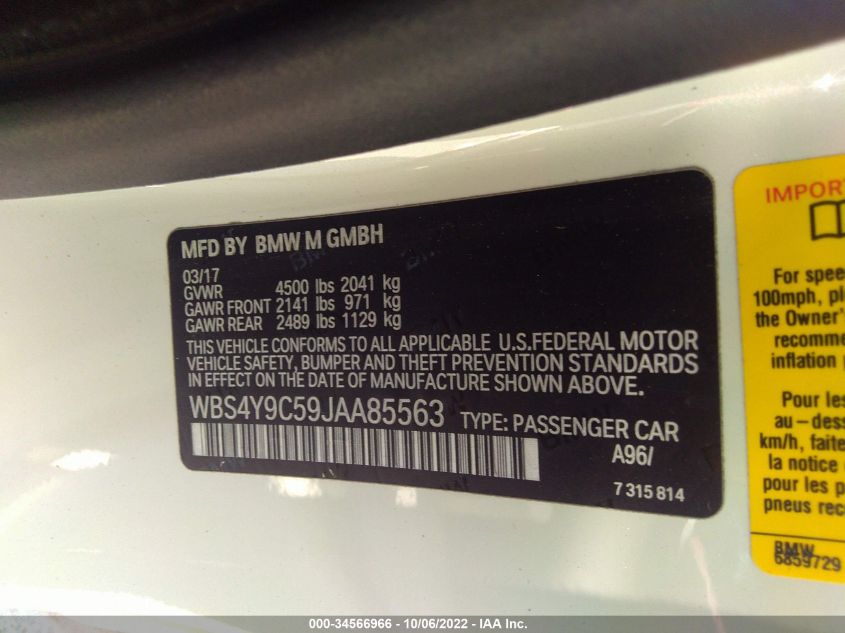 MFD BY BMW M GMBH
03/17
GVWR 4500 lbs 2041 kg
GAWR FRONT 2141 lbs 971 kg
GAWR REAR 2489 lbs 1129 kg
THIS VEHICLE CONFORMS TO ALL APPLICABLE U.S.FEDERAL MOTOR
VEHICLE SAFETY, BUMPER AND THEFT PREVENTION STANDARDS
IN EFFECT ON THE DATE OF MANUFACTURE SHOWN ABOVE.
WBS4Y9C59JAA85563 TYPE: PASSENGER CAR
A96/
7 315 814
IMPOR
For spee
100mph, pl
the Owner's
recomme
inflation
Pour les
au-dess
km/h, faite
la notice
pour les p
pneus rec
BMW
6859729
000-34566966 - 10/06/2022 - IAA Inc.